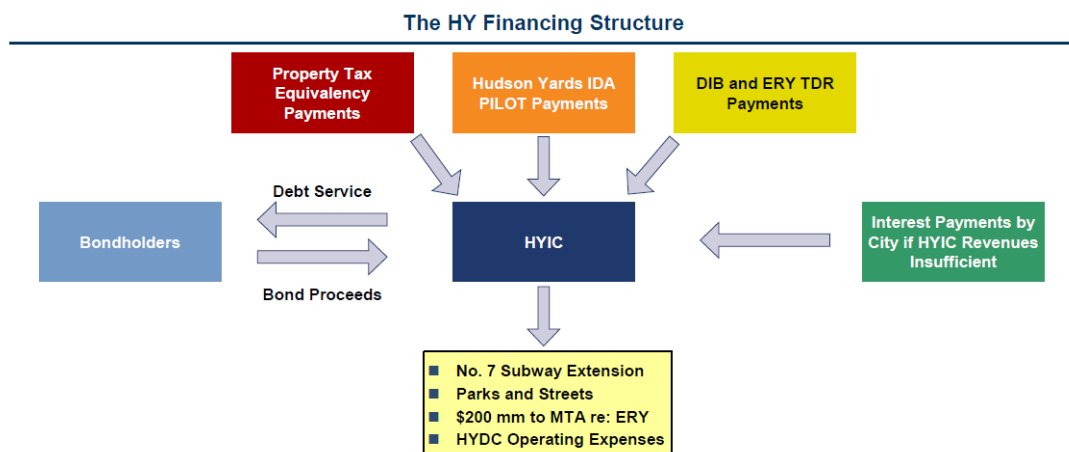 The HY Financing Structure
Property Tax
Equivalency
Payments
Hudson Yards IDA
PILOT Payments
DIB and ERY TDR
Payments
Debt Service
Bondholders
Bond Proceeds
HYIC
Interest Payments by
City if HYIC Revenues
Insufficient
No. 7 Subway Extension
Parks and Streets
$200 mm to MTA re: ERY
HYDC Operating Expenses